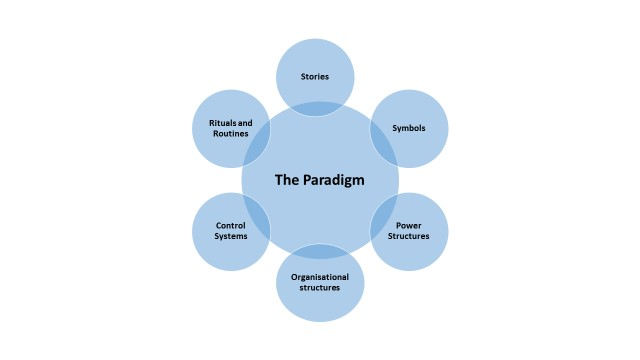 Stories
Rituals and
Routines
Symbols
The Paradigm
Control
Systems
Power
Structures
Organisational
structures